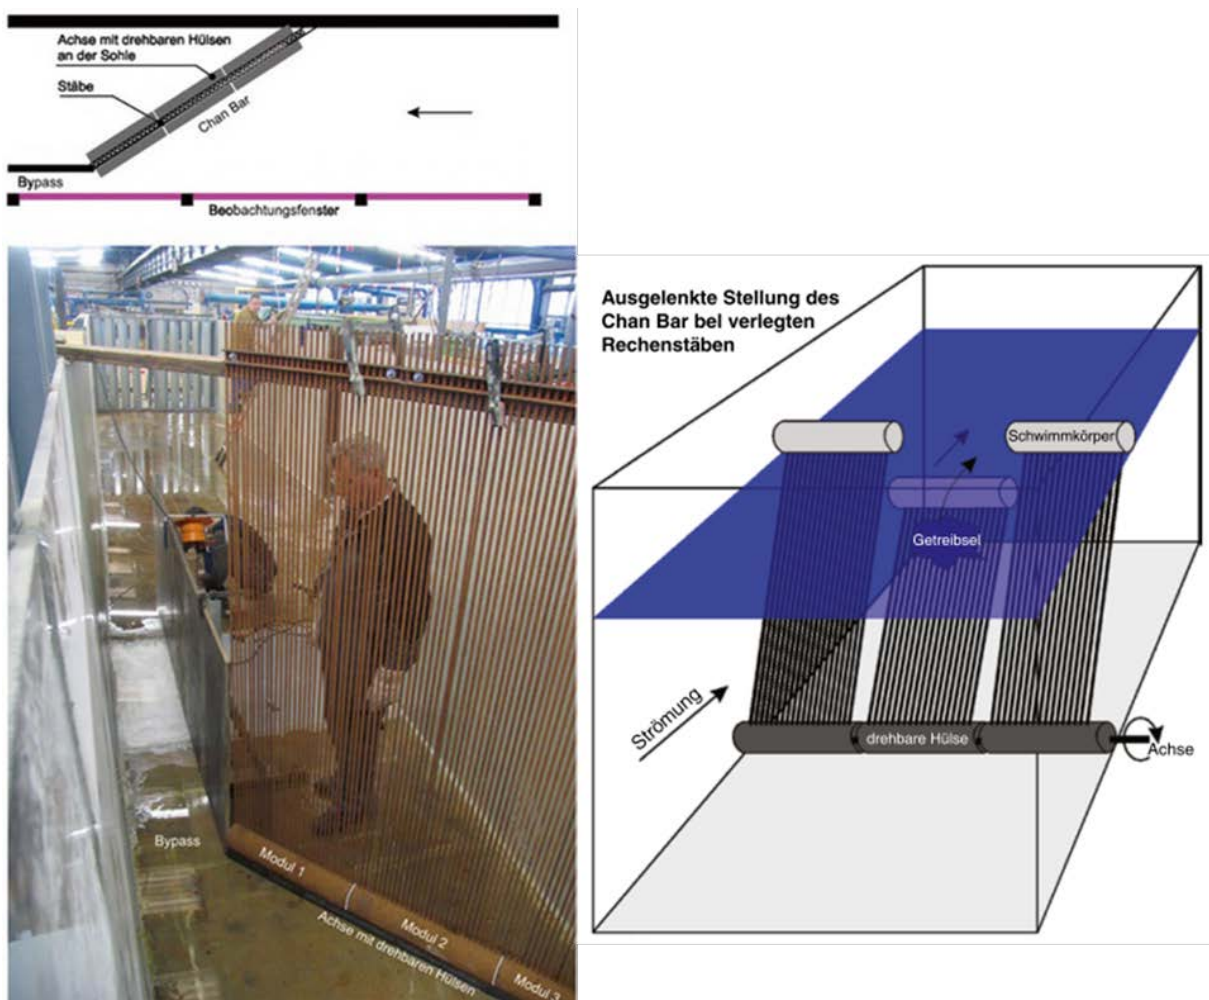 Achse mit drehbaren Hülsen
an der Sohle
Stäbe
Chan Bar
Bypass
Beobachtungsfenster
Bypass
Modul 1
Modul 2
Modul 3
Achse mit drehbaren Hülsen
Ausgelenkte Stellung des
Chan Bar bel verlegten
Rechenstäben
Schwimmkörper
Getreibsel
Strömung
drehbare Hülse
Achse